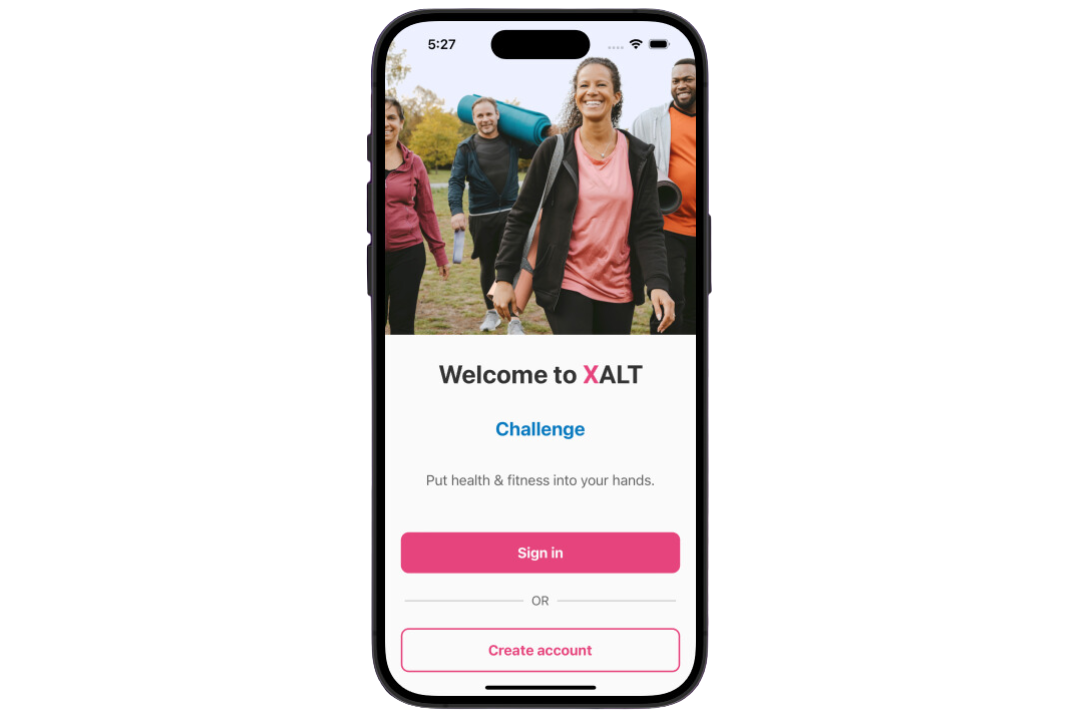 5:27
Welcome to XALT
Challenge
Put health & fitness into your hands.
Sign in
OR
Create account